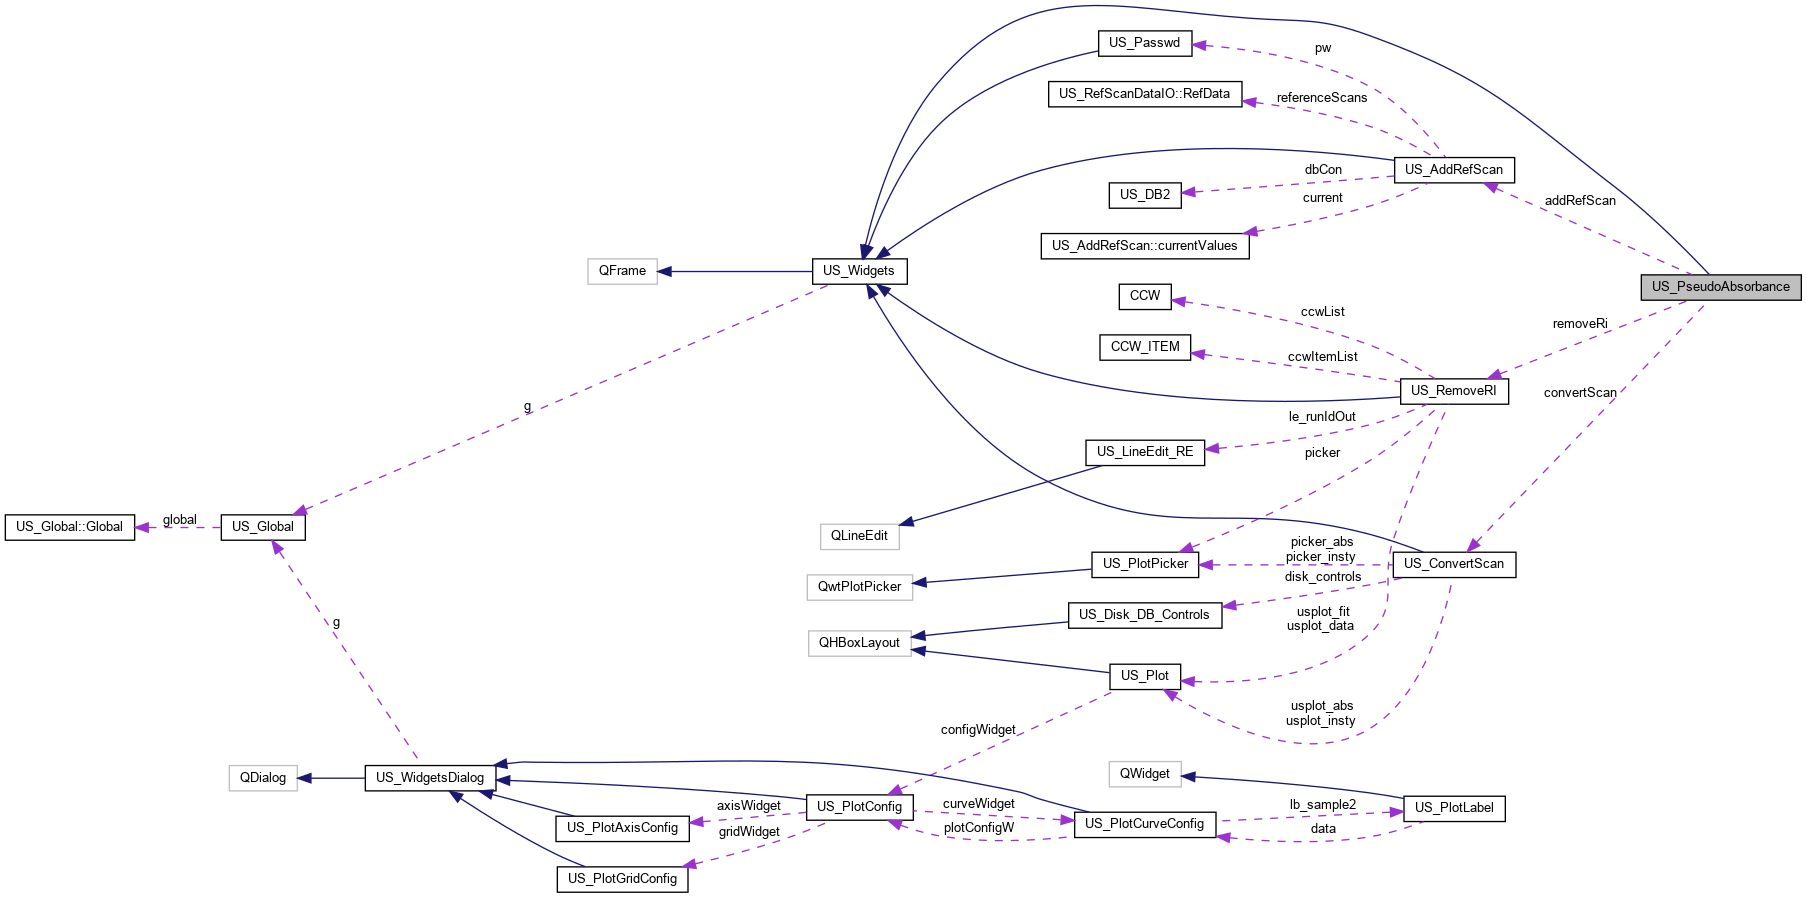 US_Passwd
pw
US_RefScanDataIO::RefData
referenceScans
US_AddRefScan
dbCon
US_DB2
current
addRefScan
US_AddRefScan::currentValues
QFrame
US_Widgets
US_PseudoAbsorbance
CCW
ccwList
removeRi
CCW_ITEM
ccwItemList
US_RemoveRI
convertScan
g
le_runIdOut
US_LineEdit_RE
picker
US_Global::Global
global
US_Global
QLineEdit
picker_abs
picker_insty
US_PlotPicker
US_ConvertScan
disk_controls
QwtPlotPicker
US_Disk_DB_Controls
usplot_fit
usplot_data
g
QHBoxLayout
US_Plot
usplot_abs
usplot_insty
configWidget
QDialog
US_WidgetsDialog
QWidget
axisWidget
US_PlotConfig
curveWidget
lb_sample2
US_PlotLabel
US_PlotAxisConfig
gridWidget
plotConfigW
US_PlotCurveConfig
data
US_PlotGridConfig